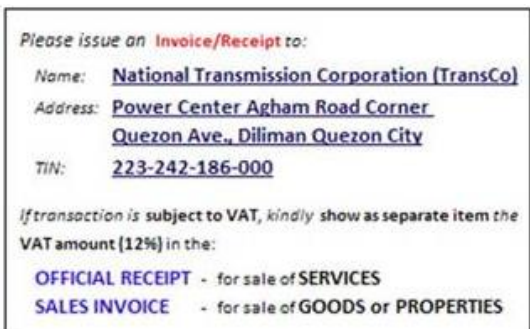 Please issue an Invoice/Receipt to:
Name: National Transmission Corporation (TransCo)
Address: Power Center Agham Road Corner
Quezon Ave., Diliman Quezon City
TIN: 223-242-186-000
If transaction is subject to VAT, kindly show as separate item the
VAT amount (12%) in the:
OFFICIAL RECEIPT - for sale of SERVICES
SALES INVOICE - for sale of GOODS or PROPERTIES